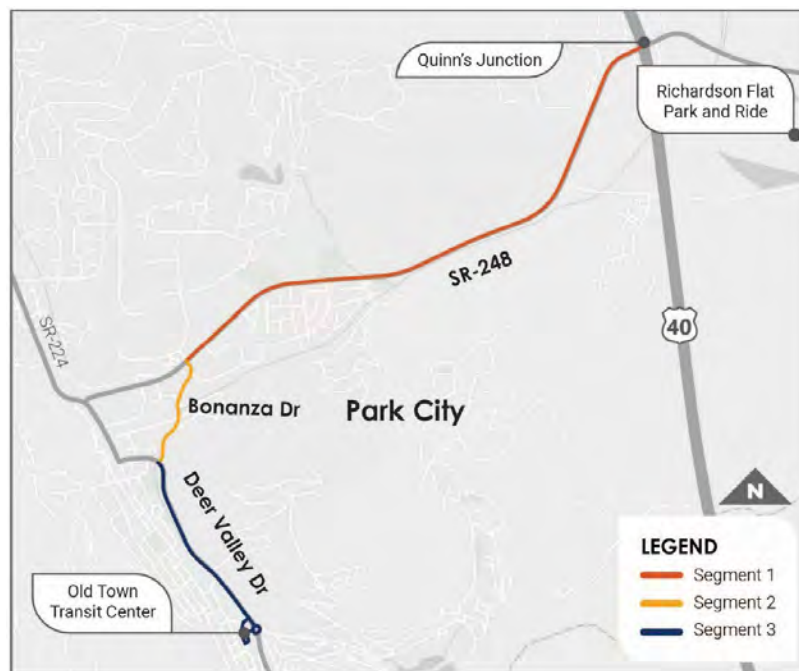 Quinn's Junction
Richardson Flat
Park and Ride
SR-248
40
SR-224
Bonanza Dr
Park City
Deer Valley Dr
N
Old Town
Transit Center
LEGEND
Segment 1
Segment 2
Segment 3